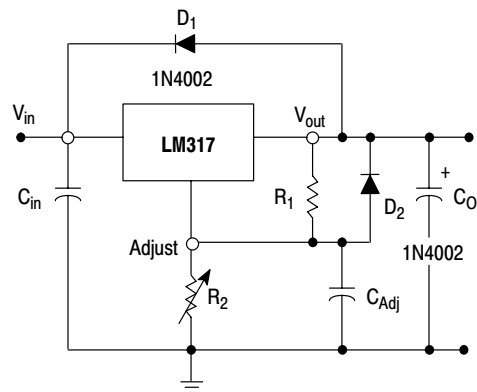 D1
1N4002
Vin
Vout
LM317
Cin
R1
D2
+
CO
1N4002
Adjust
R2
CAdj